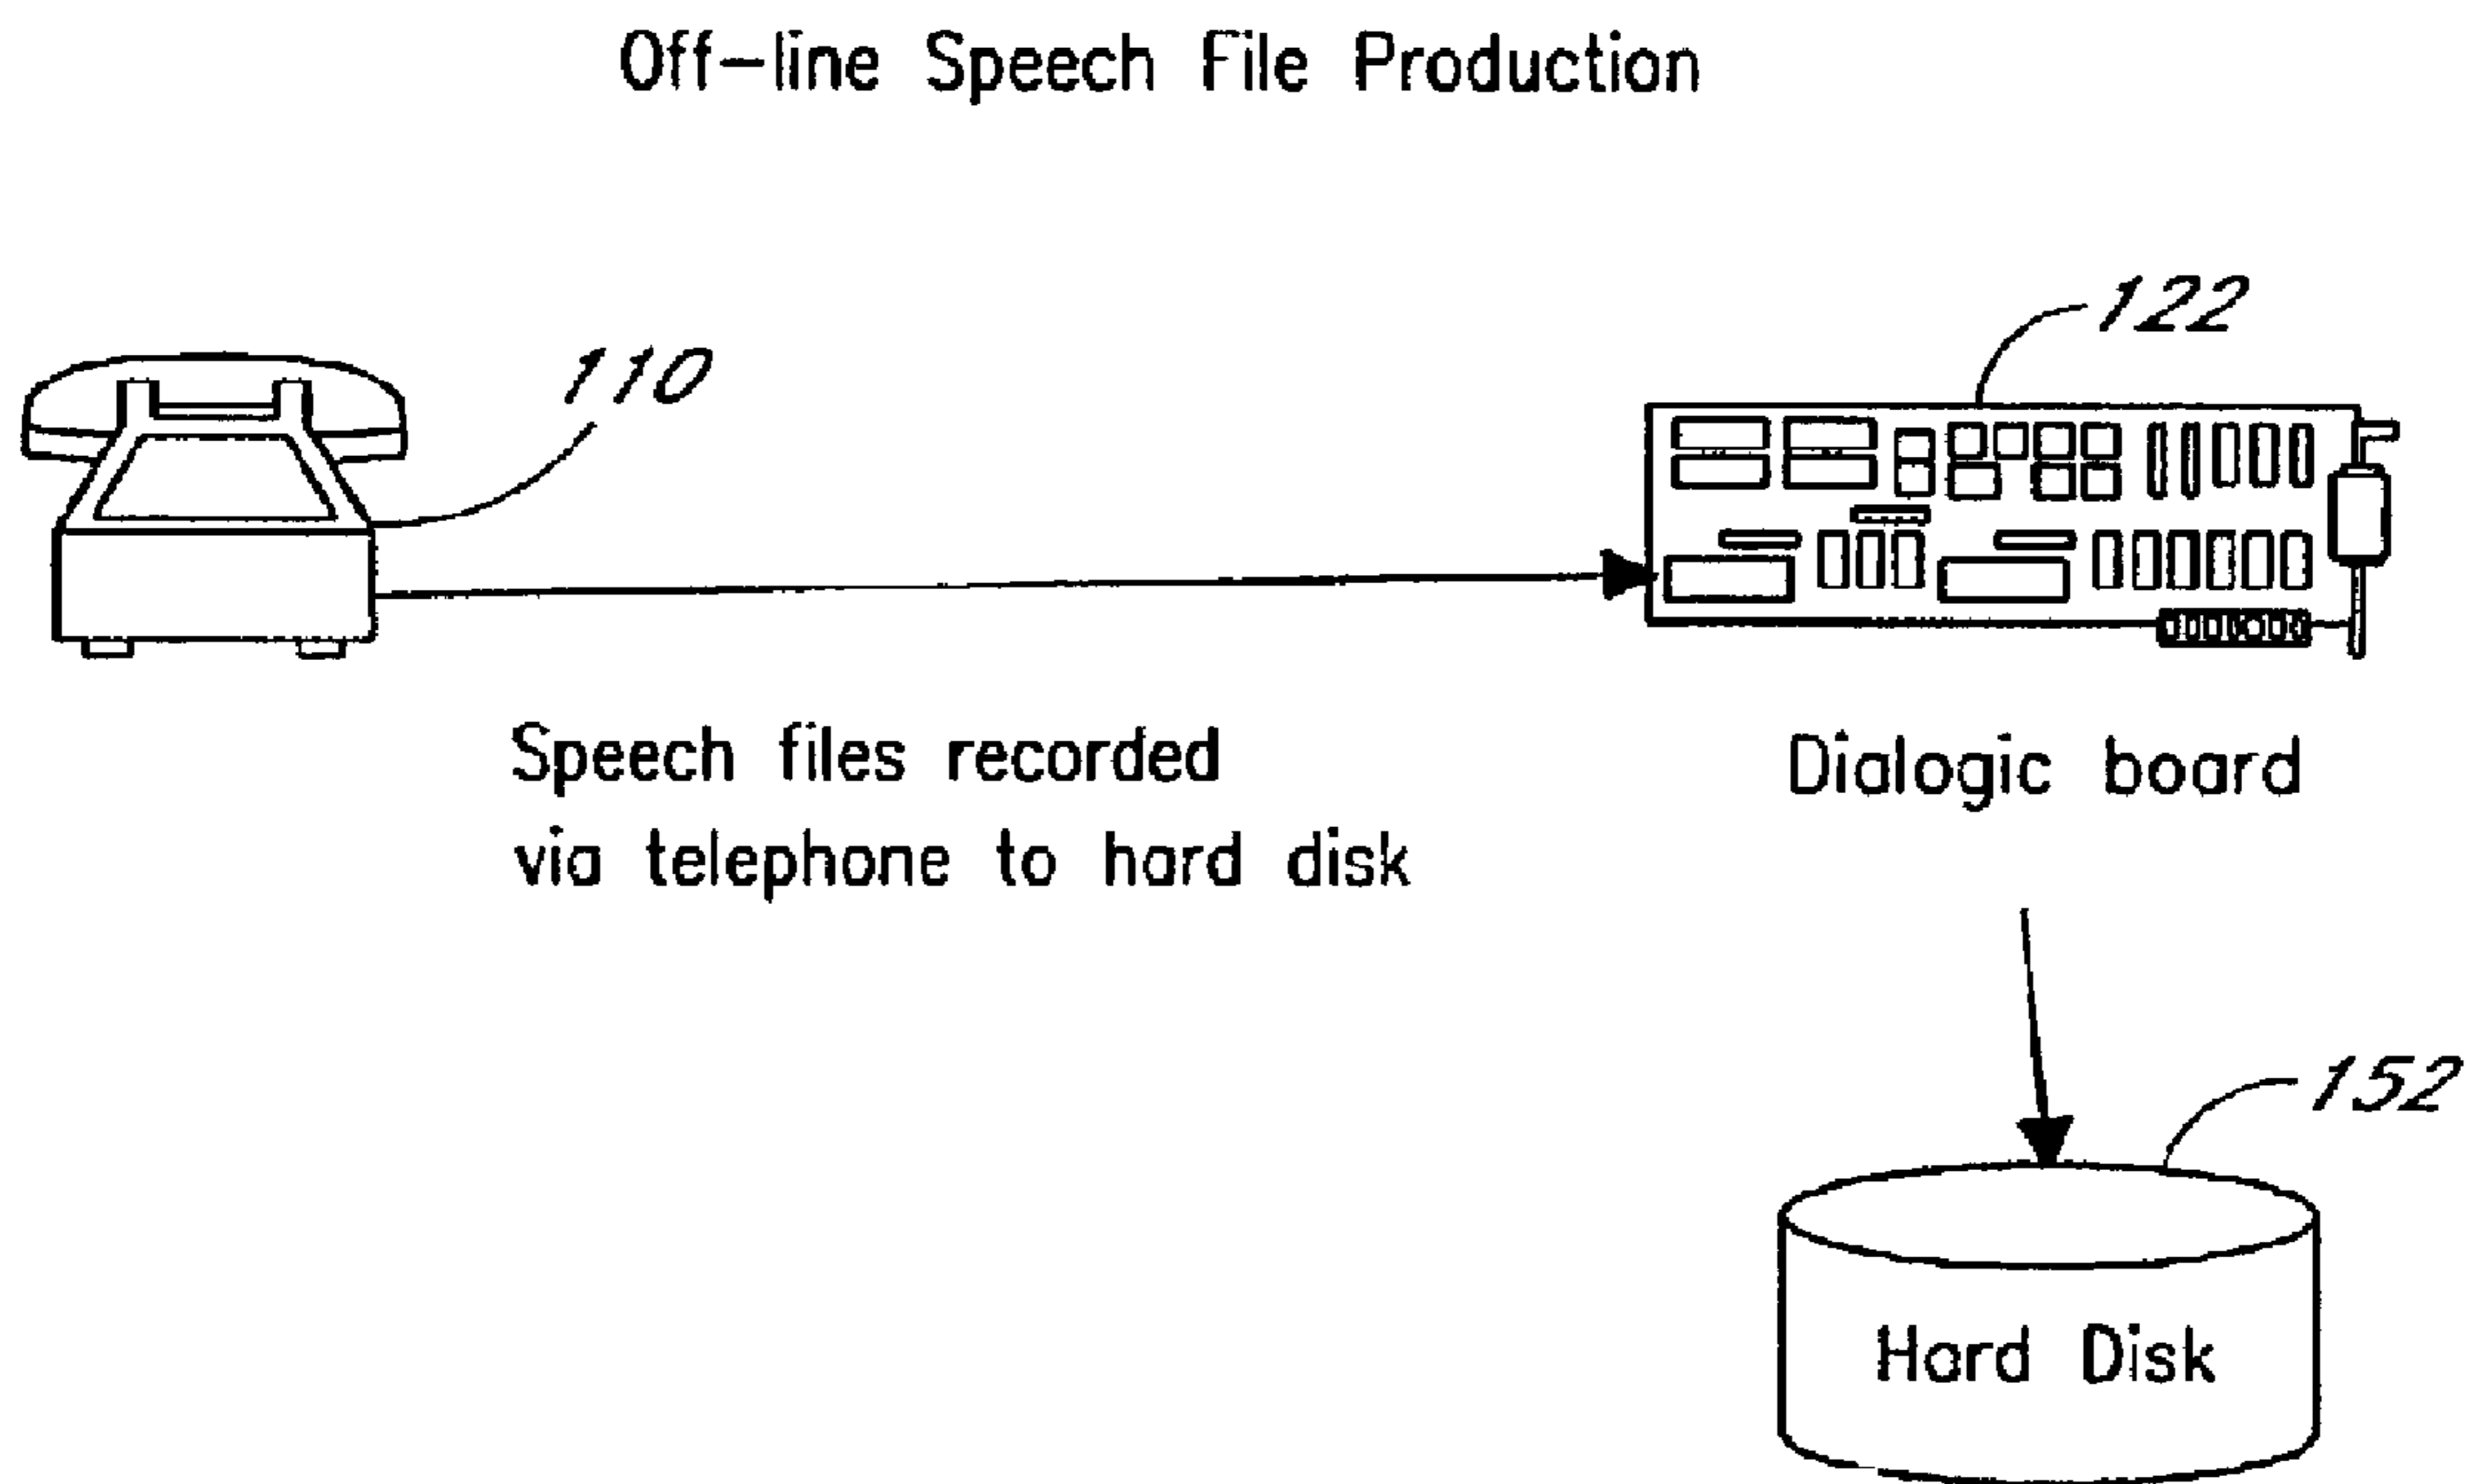 Off-line Speech File Production
122
110
Speech files recorded
via telephone to hard disk
Dialogic board
152
Hard Disk